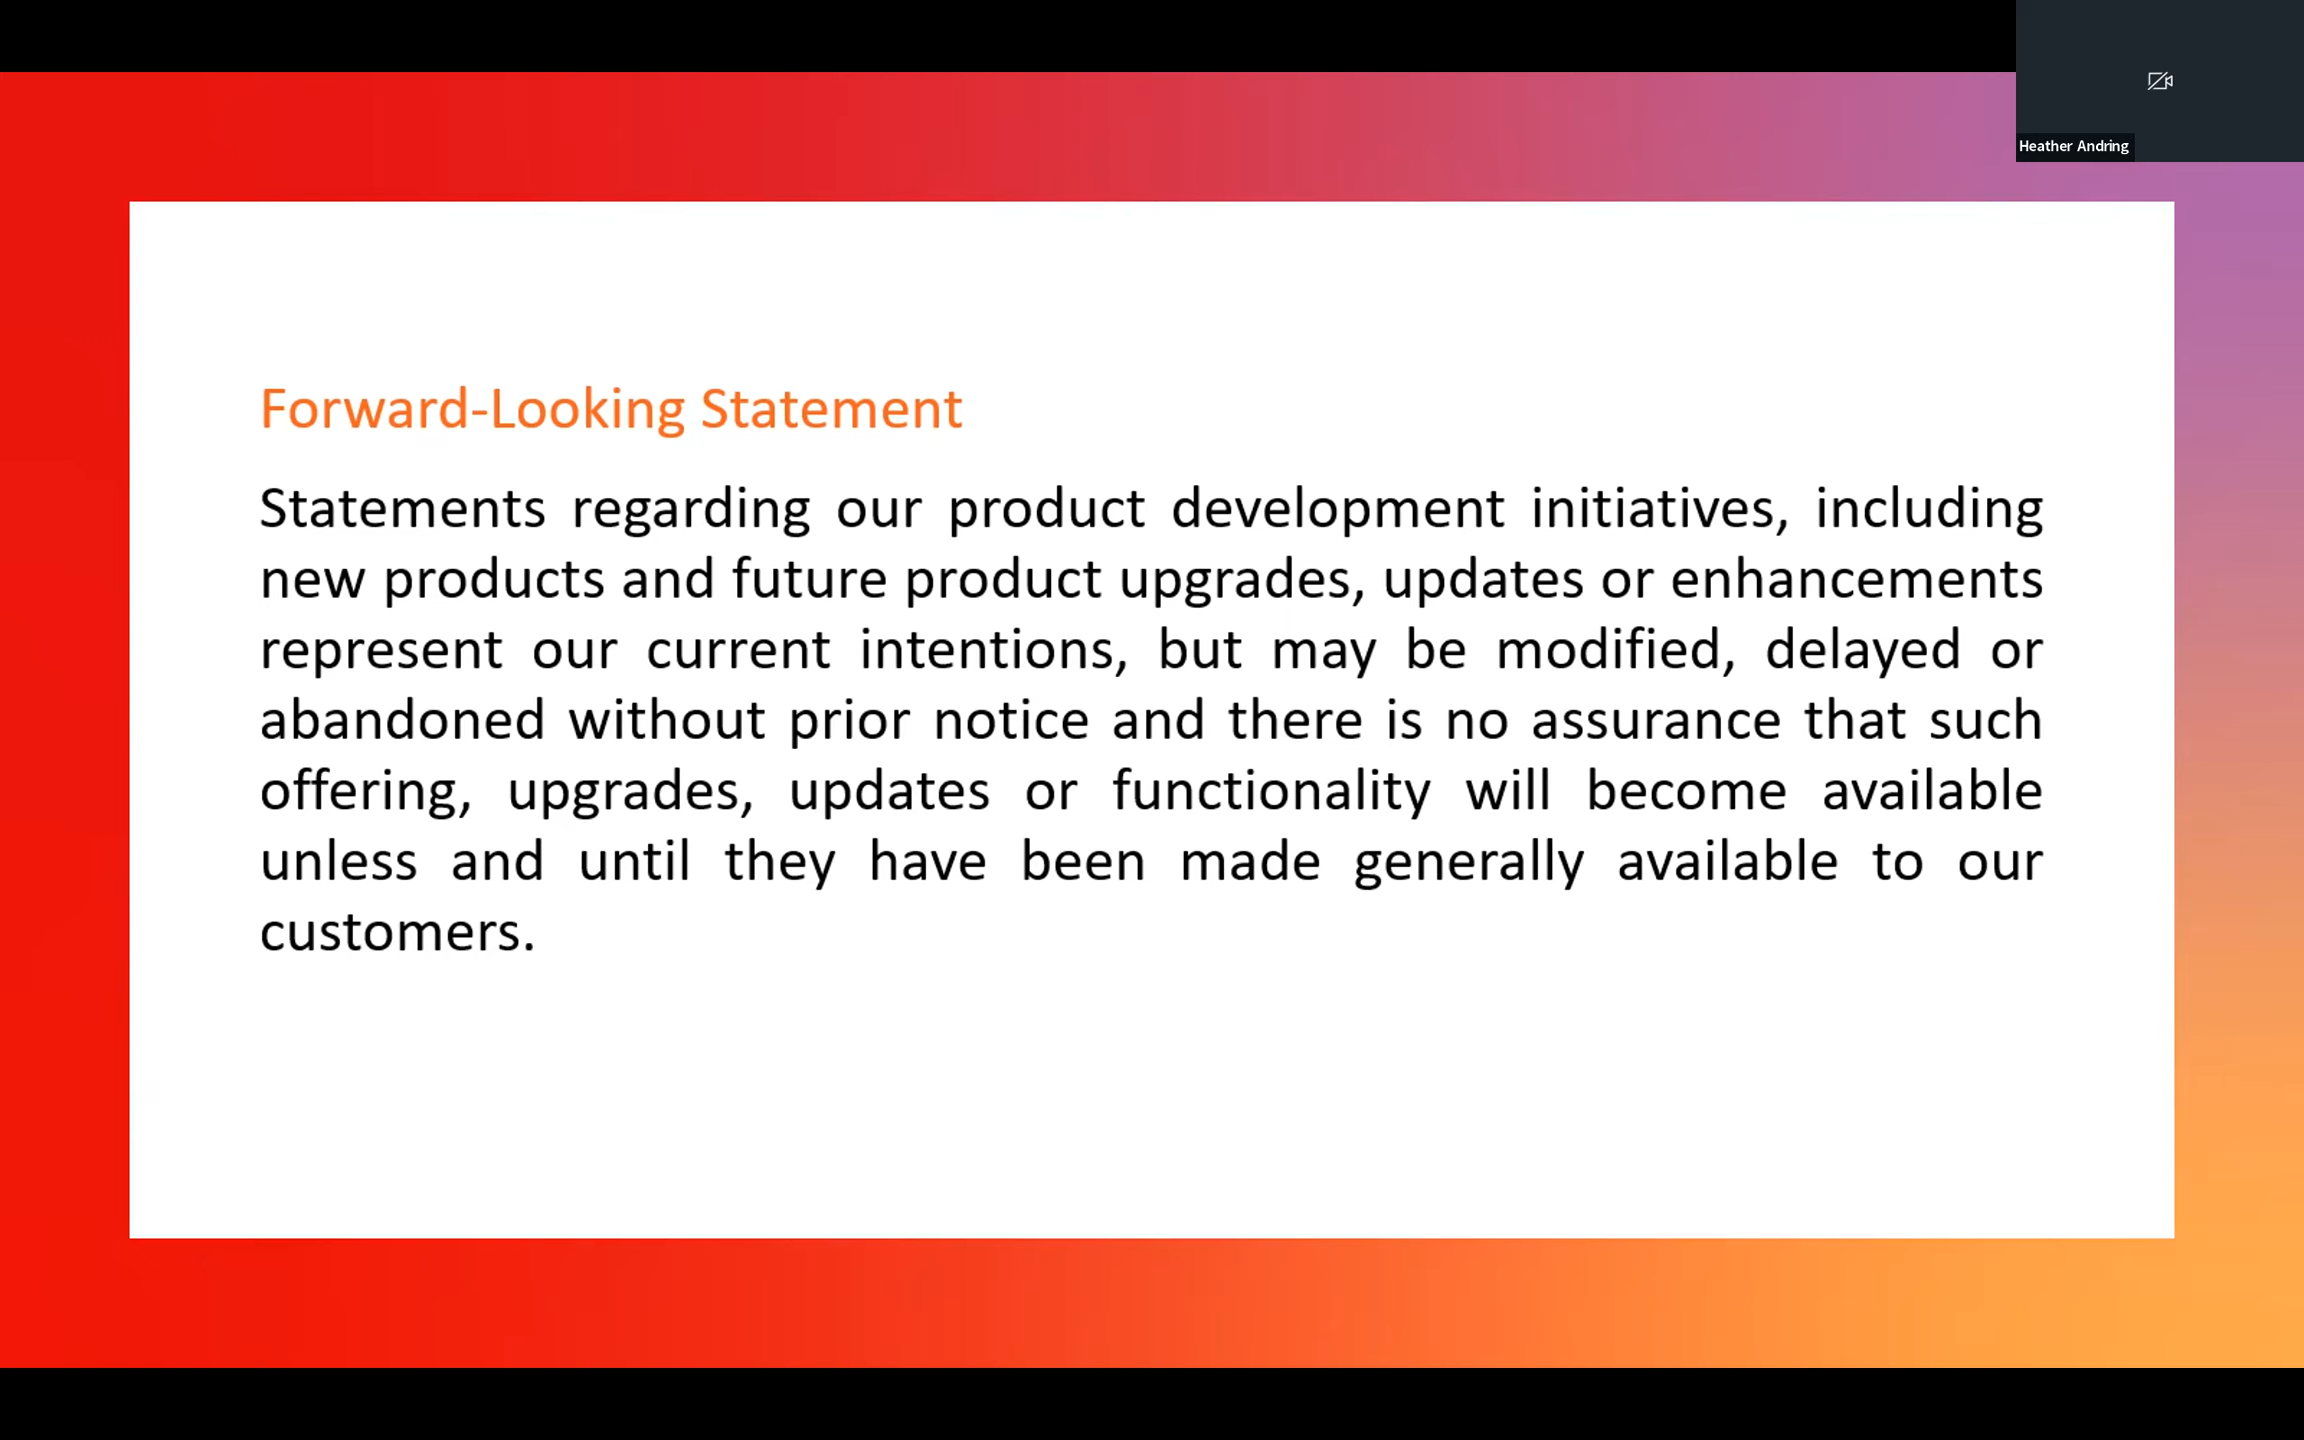 Heather Andring
Forward-Looking Statement
Statements regarding our product development initiatives, including
new products and future product upgrades, updates or enhancements
represent our current intentions, but may be modified, delayed or
abandoned without prior notice and there is no assurance that such
offering, upgrades, updates or functionality will become available
unless and until they have been made generally available to our
customers.